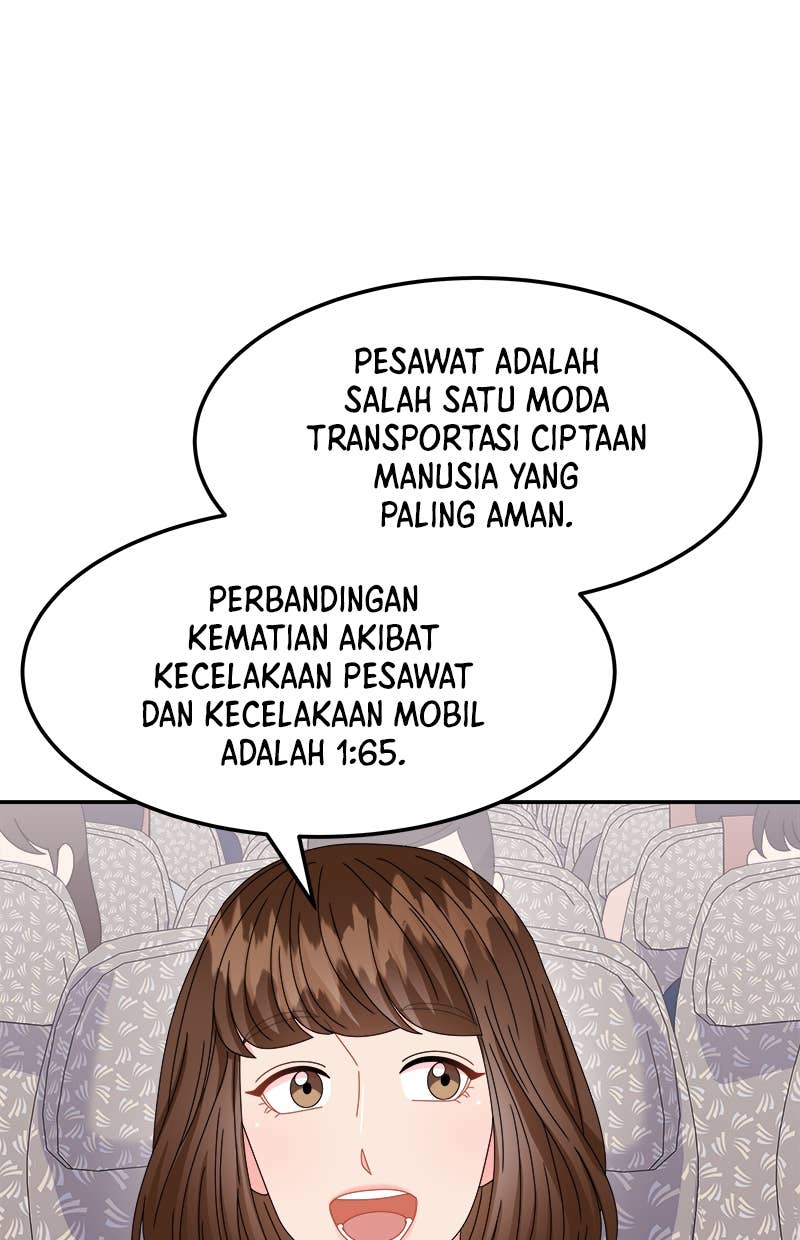 PESAWAT ADALAH
SALAH SATU MODA
TRANSPORTASI CIPTAAN
MANUSIA YANG
PALING AMAN.
PERBANDINGAN
KEMATIAN AKIBAT
KECELAKAAN PESAWAT
DAN KECELAKAAN MOBIL
ADALAH 1:65.